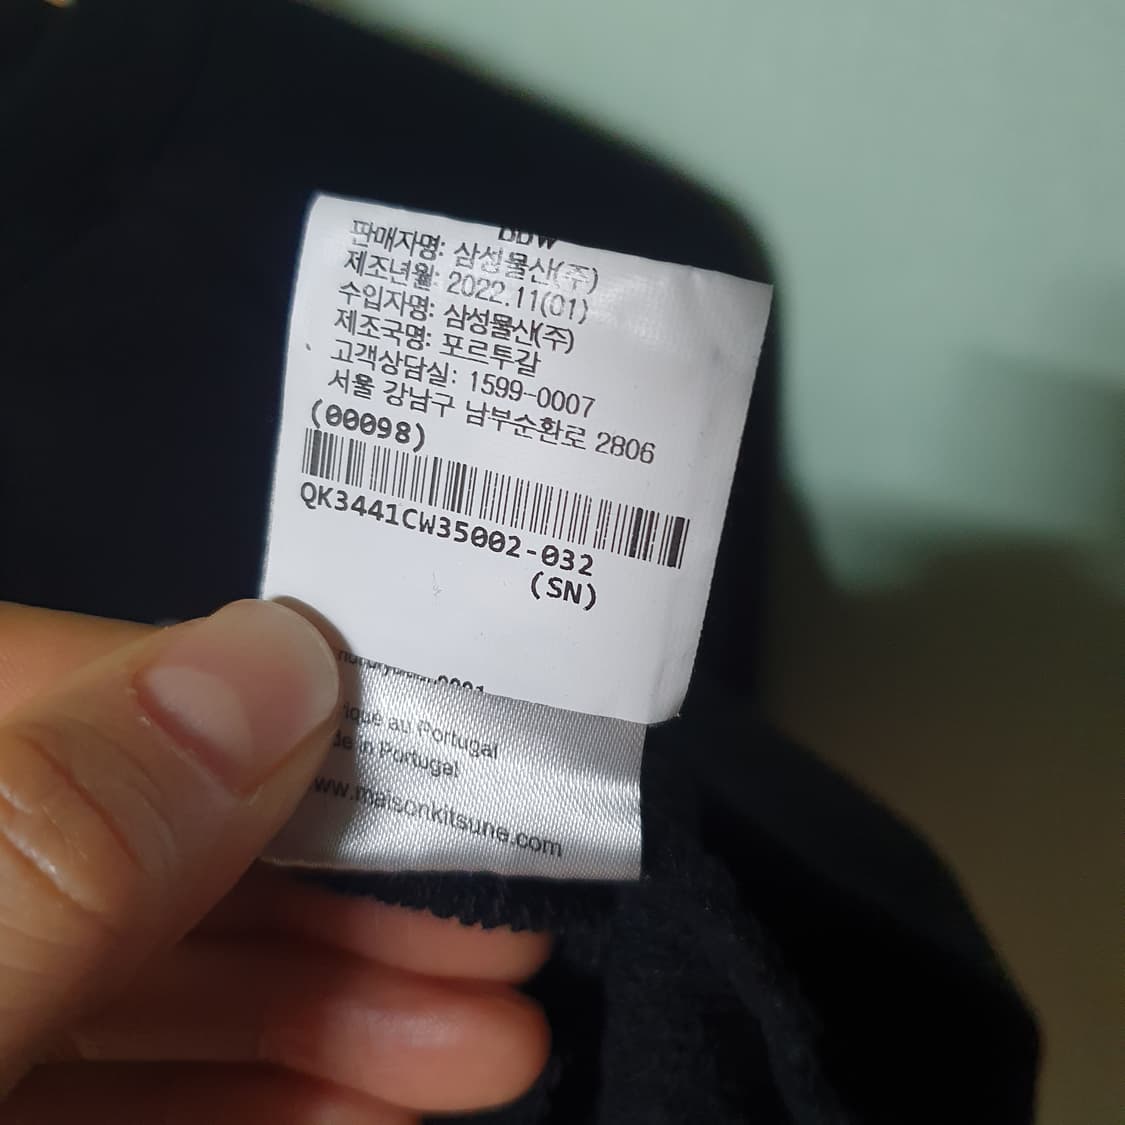 판매자명: 삼성물산(주)
제조년월: 2022.11(01)
수입자명: 삼성물산(주)
제조국명: 포르투갈
고객상담실: 1599-0007
서울 강남구 남부순환로 2806
(00098)
QK3441CW35002-032
(SN)
ique au Portugal
de in Portugal
ww.maisonkitsune.com